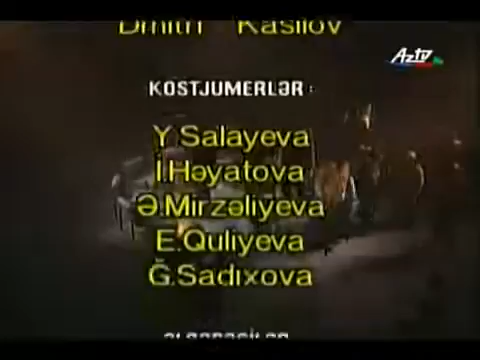 Dmitri Kasilov
AzTV
KOSTJUMERLƏR:
Y.Salayeva
İ.Həyatova
Ə.Mirzəliyeva
E.Quliyeva
Ğ.Sadıxova